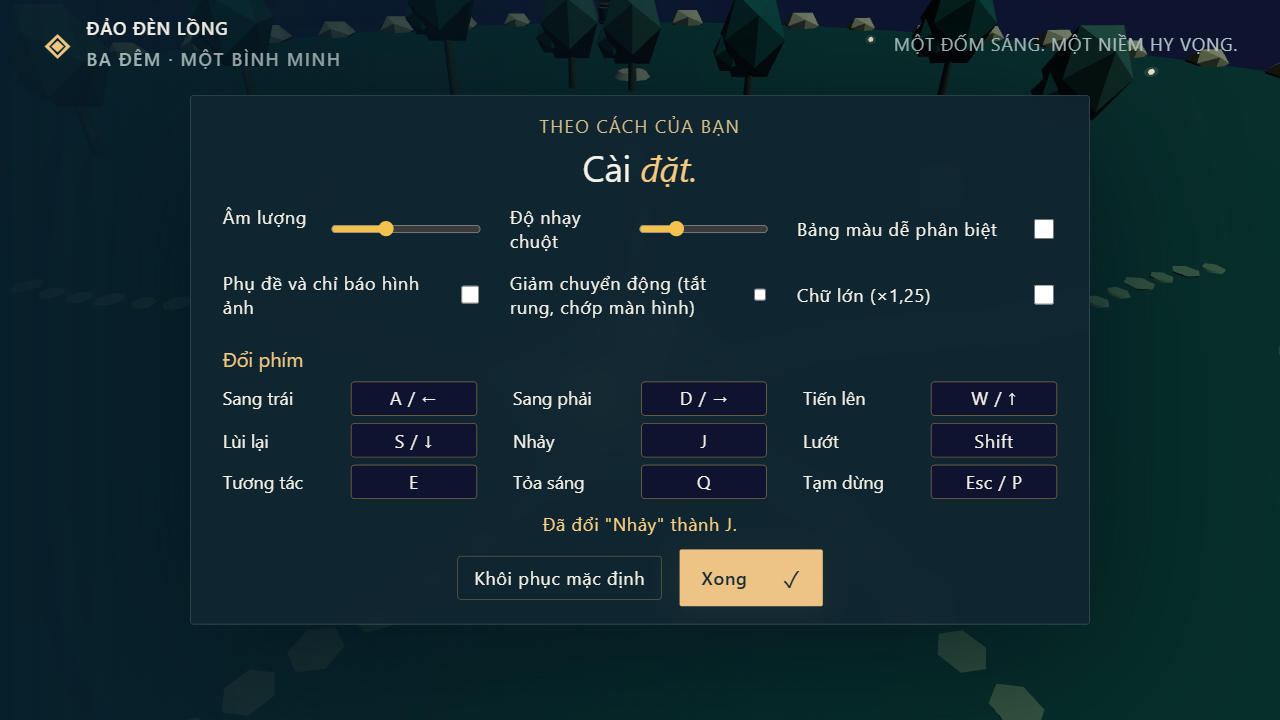 ĐẢO ĐÈN LỒNG
BA ĐÊM · MỘT BÌNH MINH
MỘT ĐỐM SÁNG. MỘT NIỀM HY VỌNG.
THEO CÁCH CỦA BẠN
Cài đặt.
Âm lượng
Độ nhạy
chuột
Bảng màu dễ phân biệt
Phụ đề và chỉ báo hình
ảnh
Giảm chuyển động (tắt
rung, chớp màn hình)
Chữ lớn (×1,25)
Đổi phím
Sang trái A / ← Sang phải D / → Tiến lên W / ↑
Lùi lại S / ↓ Nhảy J Lướt Shift
Tương tác E Tỏa sáng Q Tạm dừng Esc / P
Đã đổi "Nhảy" thành J.
Khôi phục mặc định Xong ✓